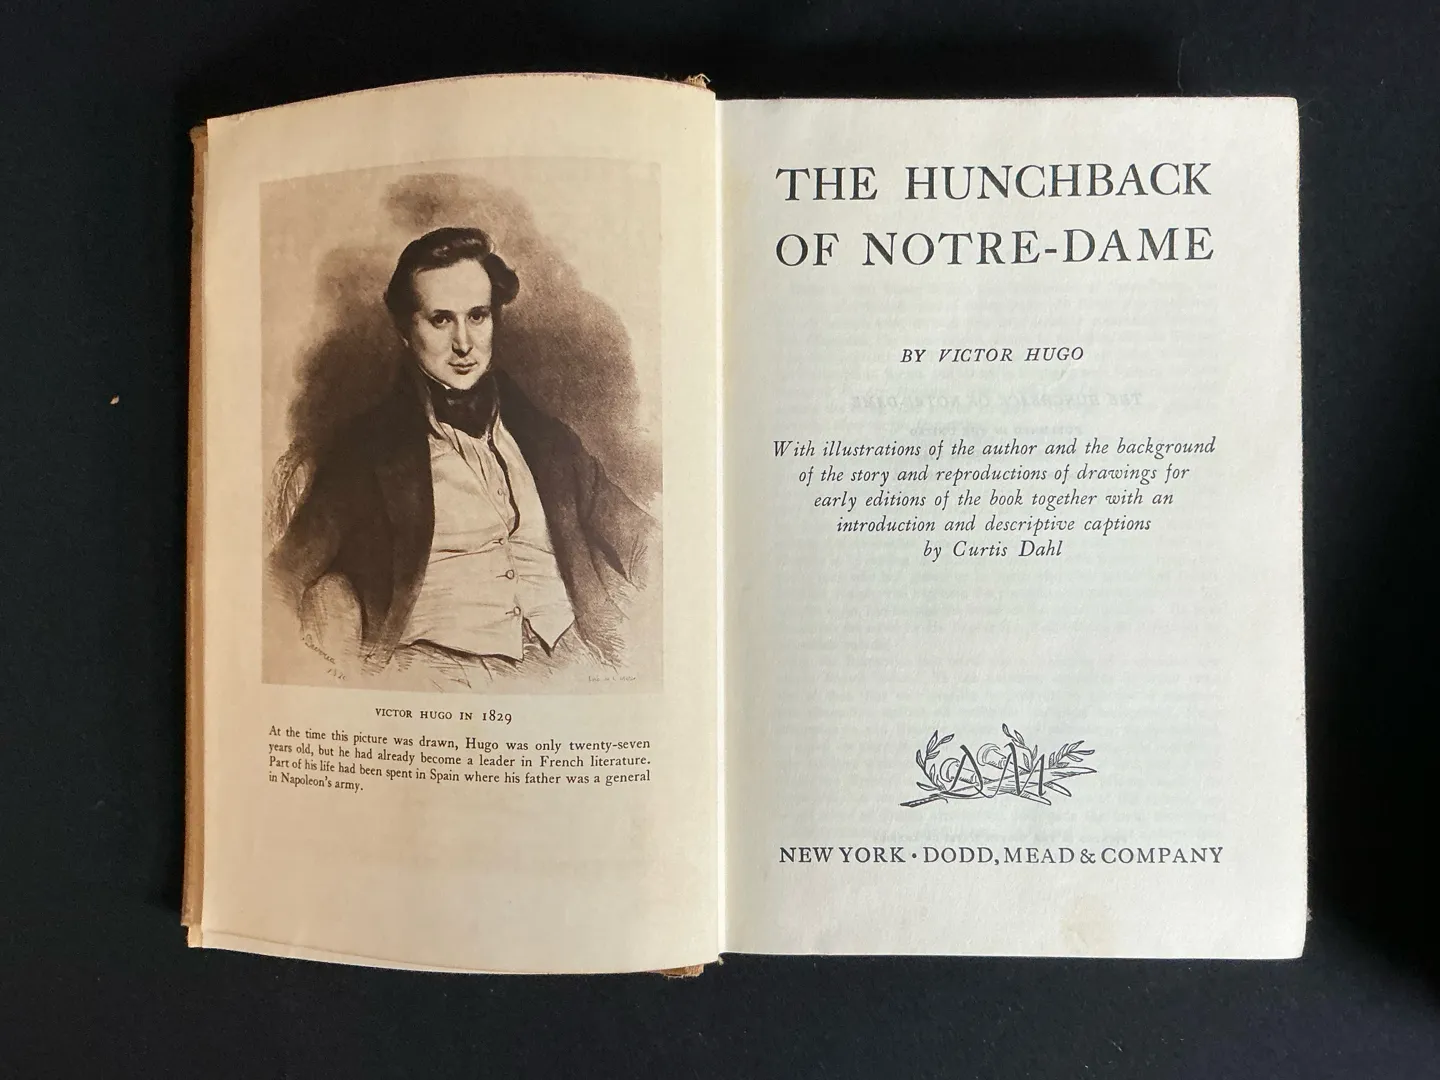 VICTOR HUGO IN 1829
At the time this picture was drawn, Hugo was only twenty-seven
years old, but he had already become a leader in French literature.
Part of his life had been spent in Spain where his father was a general
in Napoleon's army.
THE HUNCHBACK
OF NOTRE-DAME
BY VICTOR HUGO
With illustrations of the author and the background
of the story and reproductions of drawings for
early editions of the book together with an
introduction and descriptive captions
by Curtis Dahl
DM
NEW YORK · DODD, MEAD & COMPANY